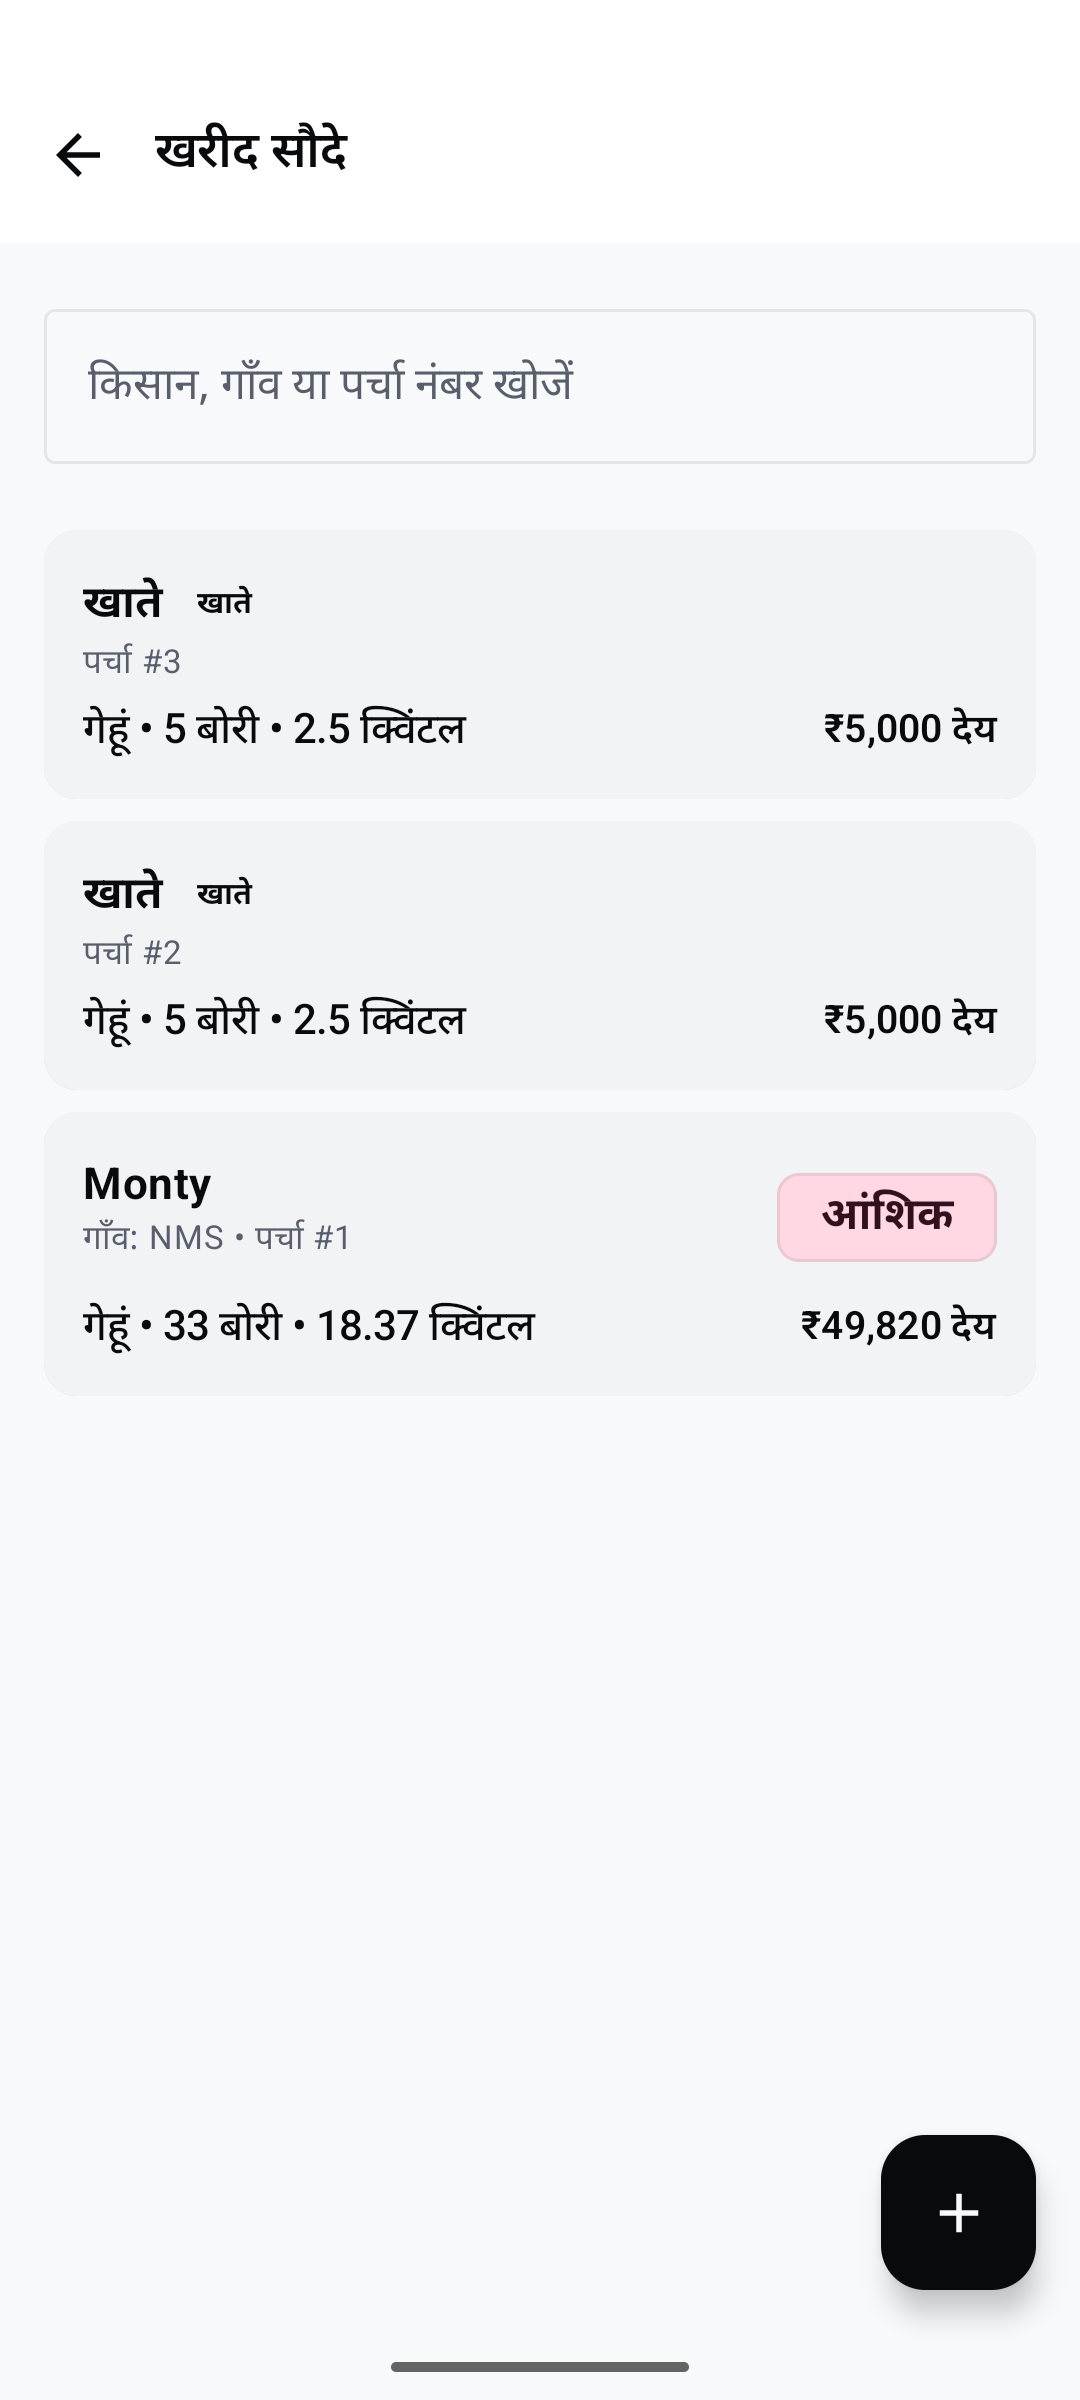 खरीद सौदे
किसान, गाँव या पर्चा नंबर खोजें
खाते खाते
पर्चा #3
गेहूं • 5 बोरी • 2.5 क्विंटल ₹5,000 देय
खाते खाते
पर्चा #2
गेहूं • 5 बोरी • 2.5 क्विंटल ₹5,000 देय
Monty
आंशिक
गाँव: NMS • पर्चा #1
गेहूं • 33 बोरी • 18.37 क्विंटल ₹49,820 देय